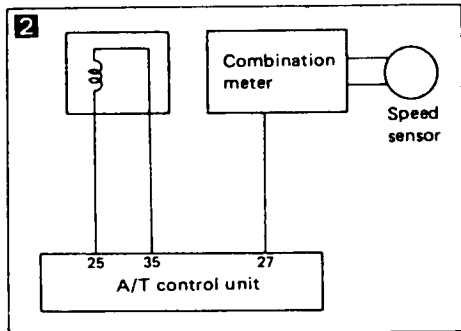 2
Combination
meter
Speed
sensor
25 35 27
A/T control unit